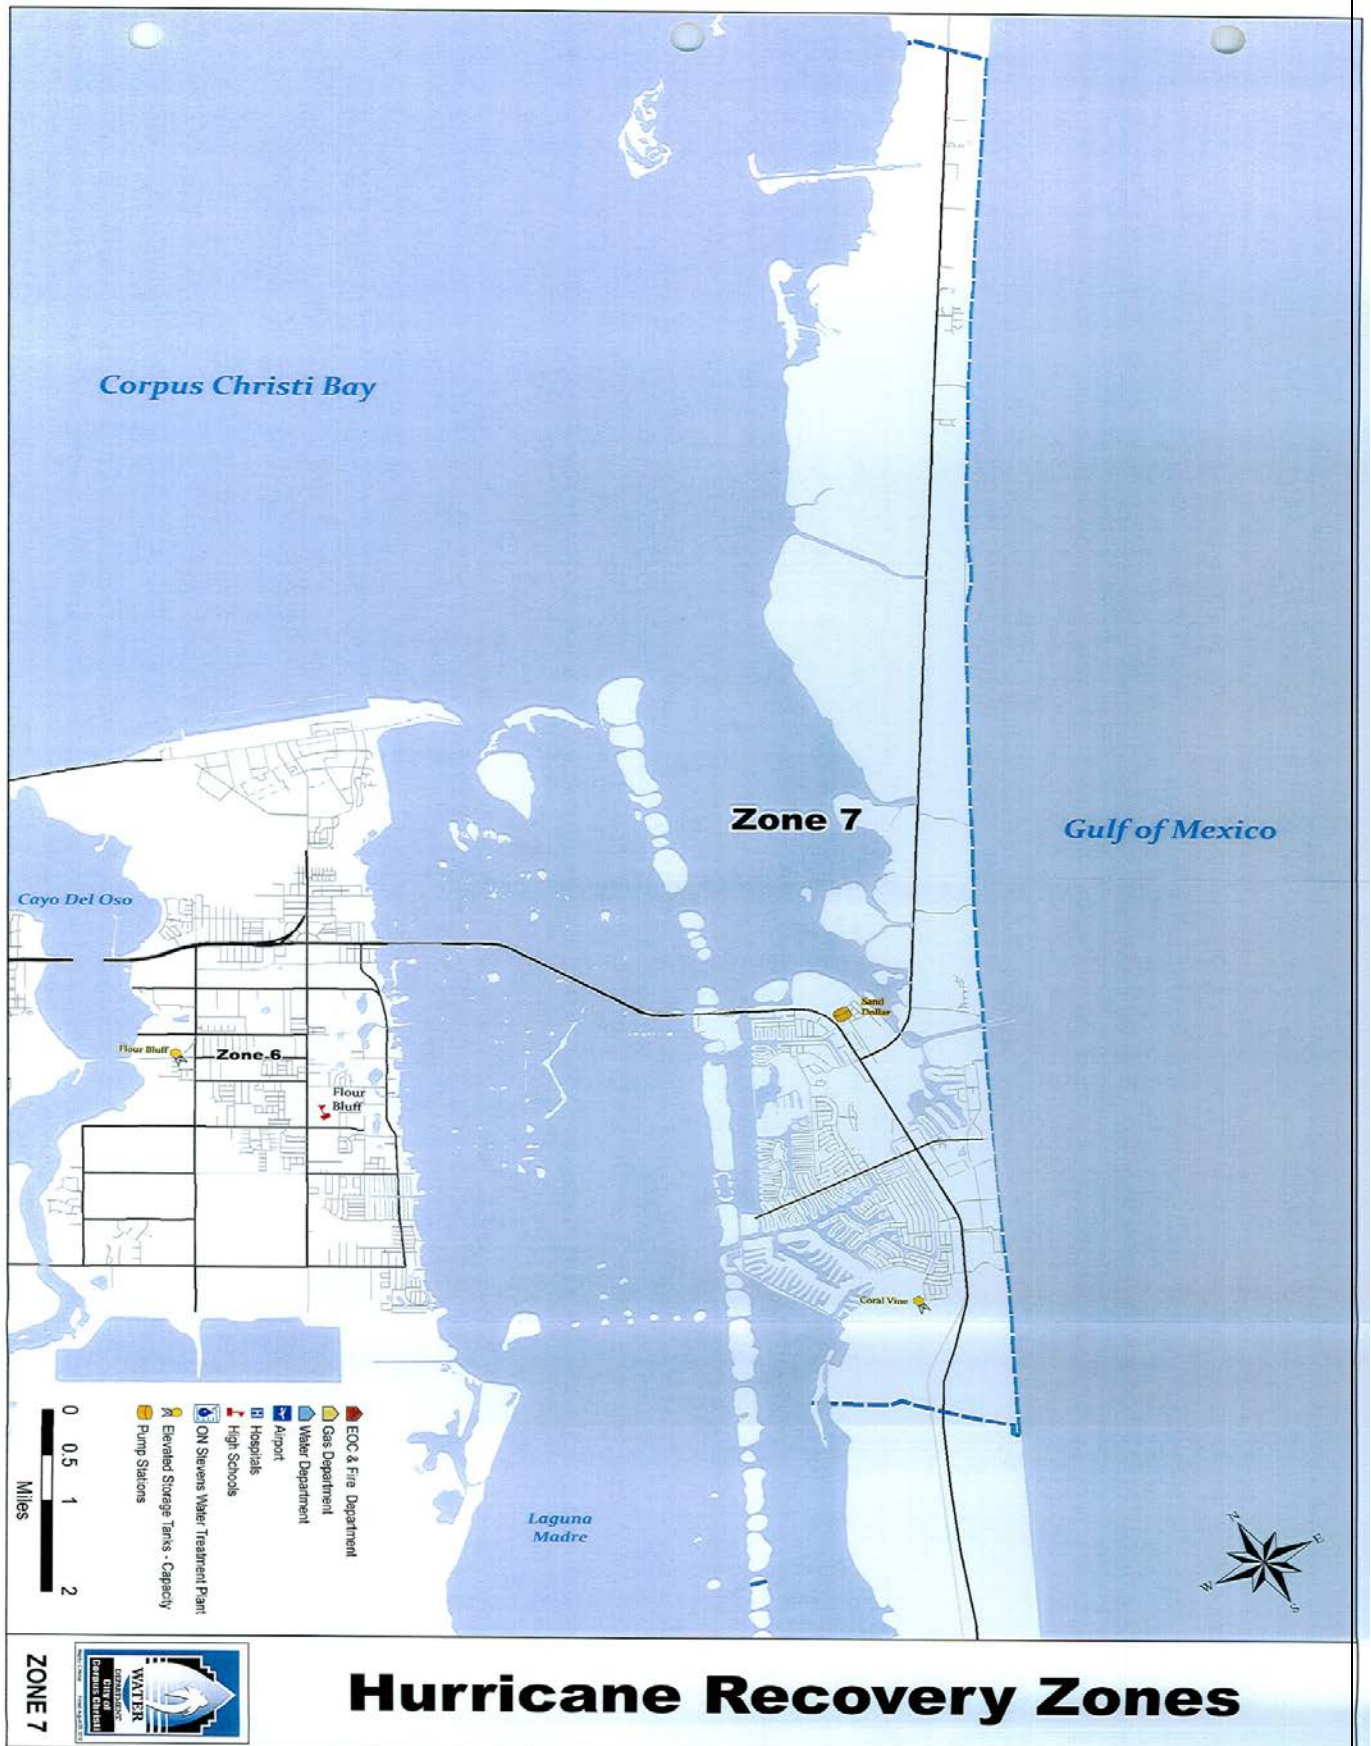 Corpus Christi Bay
Zone 7
Gulf of Mexico
Cayo Del Oso
Sand
Dollar
Flour Bluff
Zone 6
Flour
Bluff
Coral Vine
EOC & Fire Department
Gas Department
Water Department
Airport
Hospitals
High Schools
ON Stevens Water Treatment Plant
Elevated Storage Tanks - Capacity
Pump Stations
0 0.5 1 2
Miles
Laguna
Madre
N
E
W
S
ZONE 7
WATER
DEPARTMENT
City of
Corpus Christi
Hurricane Recovery Zones